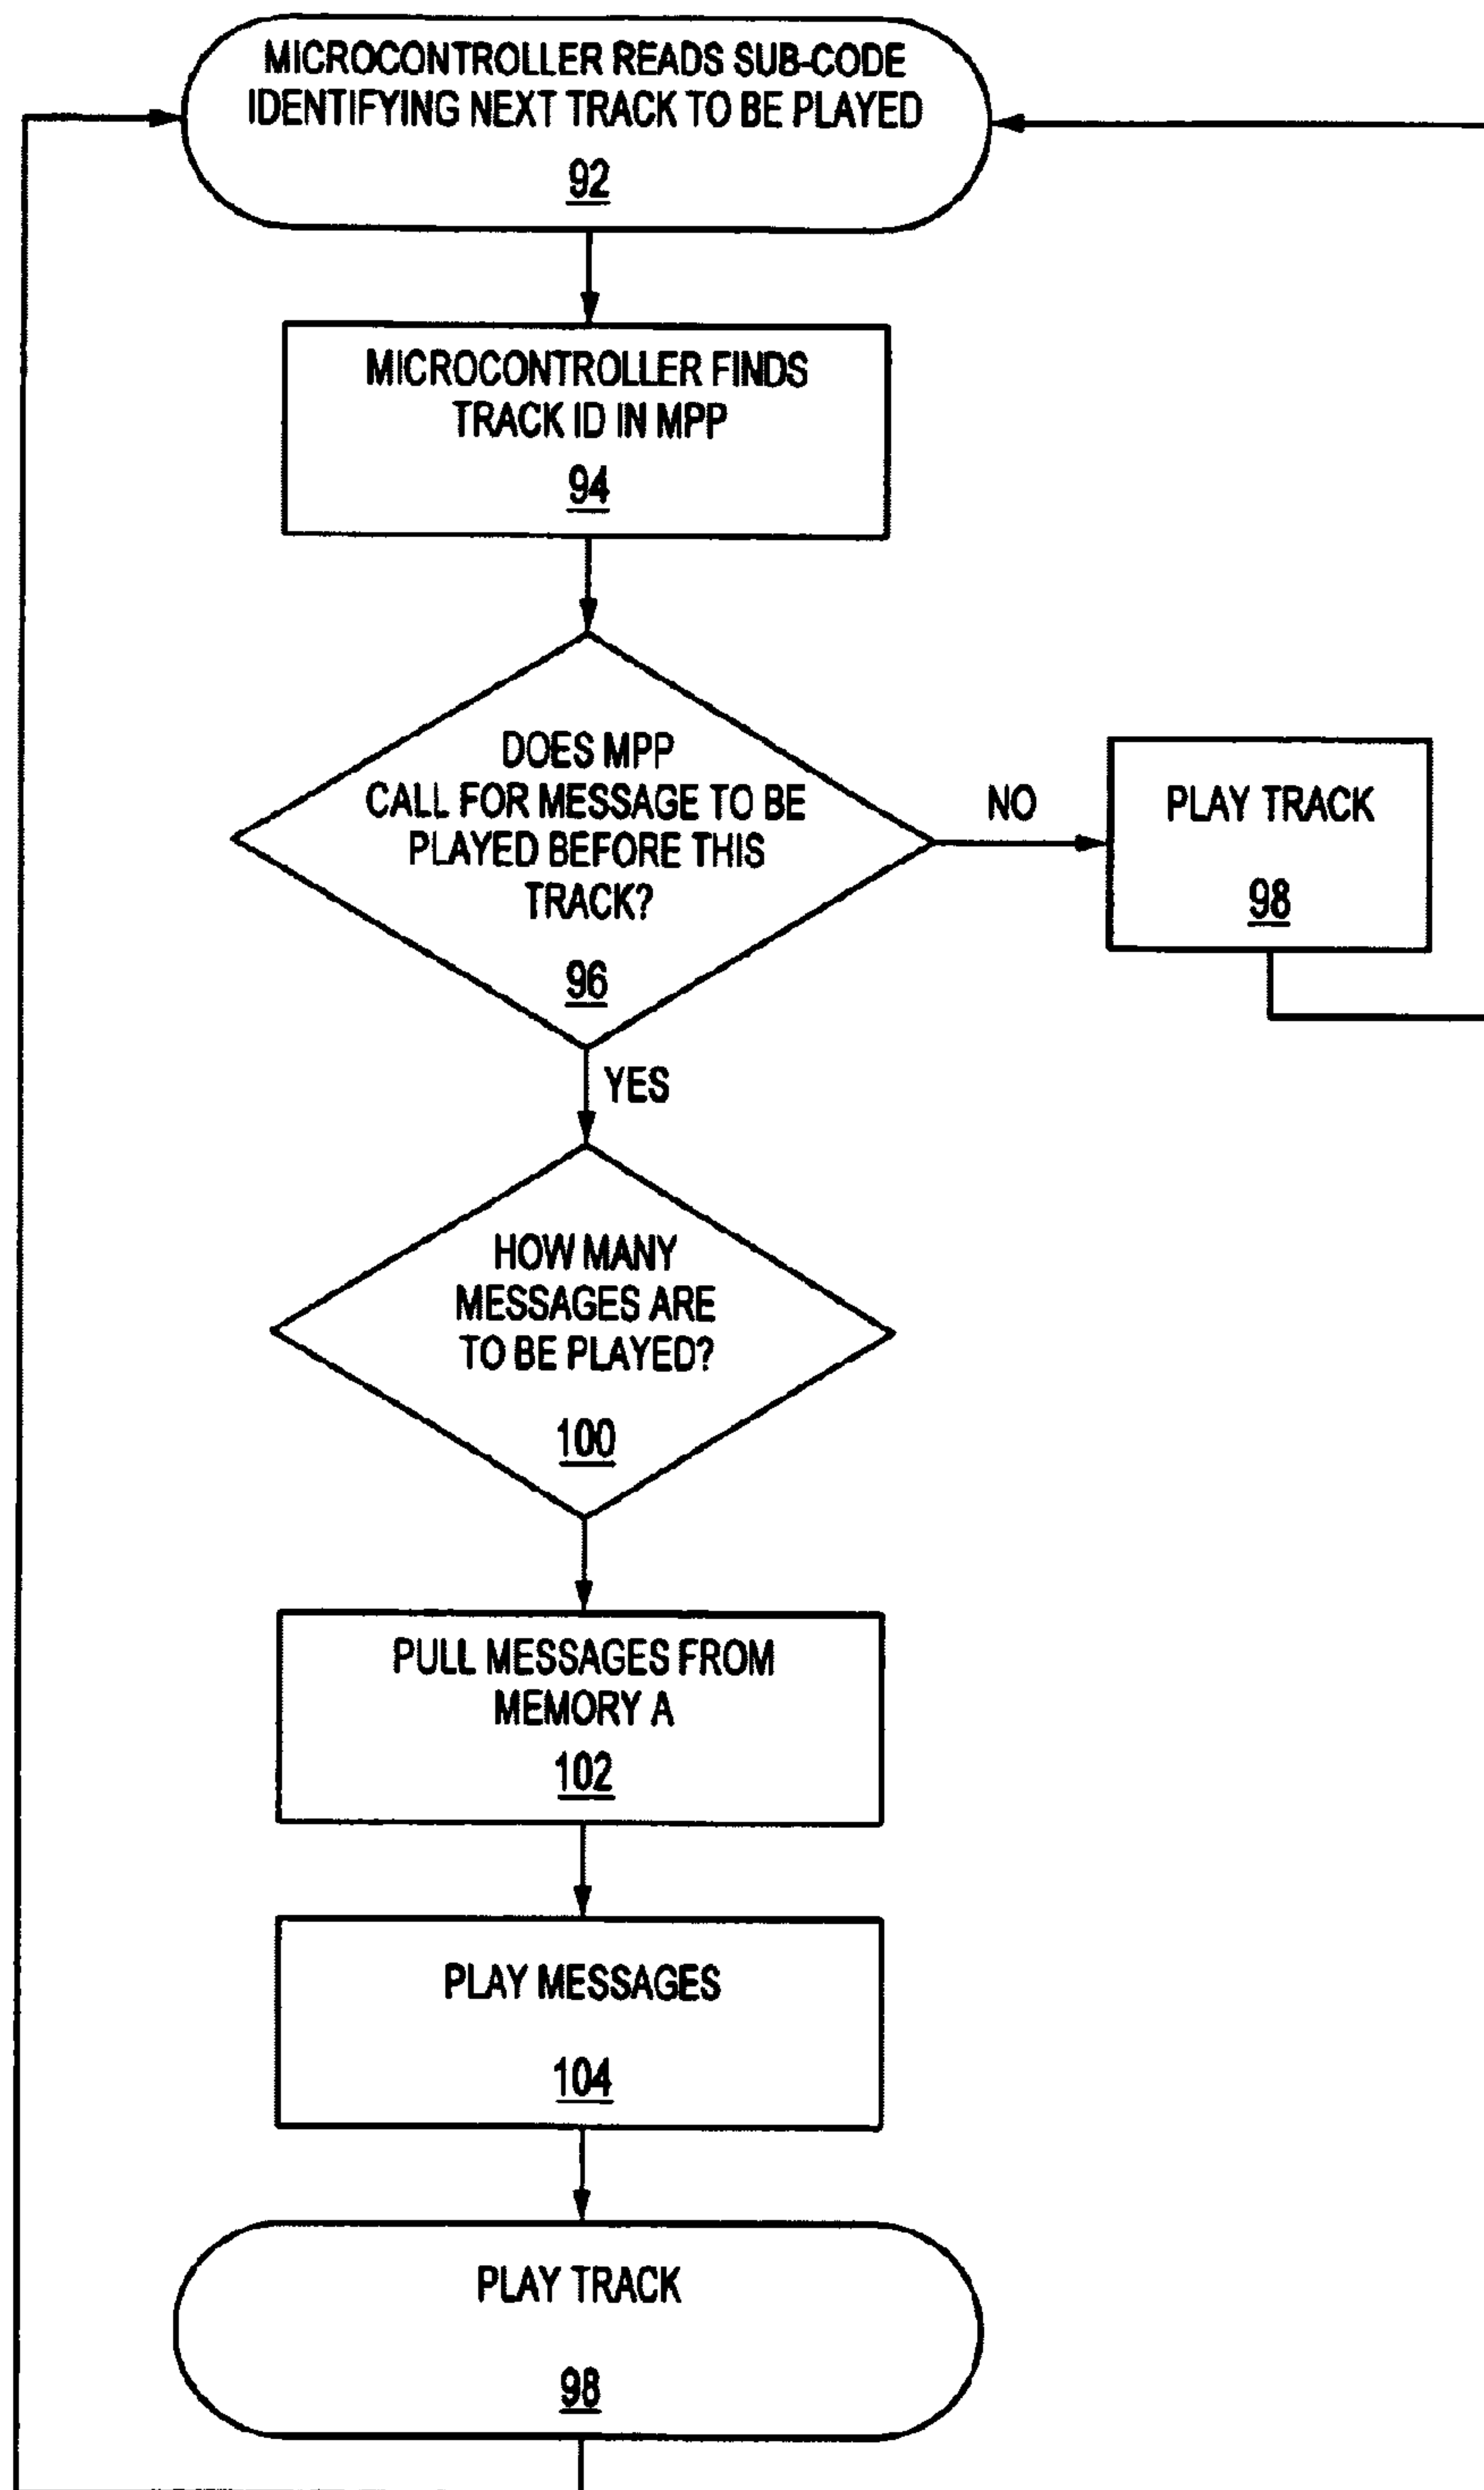 MICROCONTROLLER READS SUB-CODE
IDENTIFYING NEXT TRACK TO BE PLAYED
92
MICROCONTROLLER FINDS
TRACK ID IN MPP
94
DOES MPP
CALL FOR MESSAGE TO BE
PLAYED BEFORE THIS
TRACK?
96
NO
PLAY TRACK
98
YES
HOW MANY
MESSAGES ARE
TO BE PLAYED?
100
PULL MESSAGES FROM
MEMORY A
102
PLAY MESSAGES
104
PLAY TRACK
98